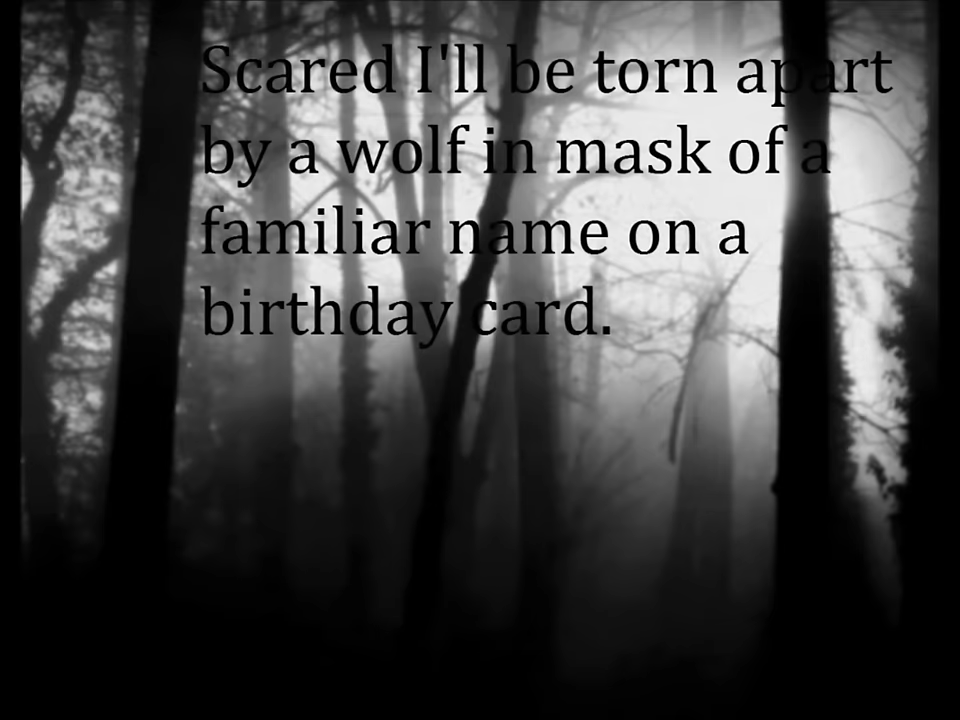 Scared I'll be torn apart
by a wolf in mask of a
familiar name on a
birthday card.